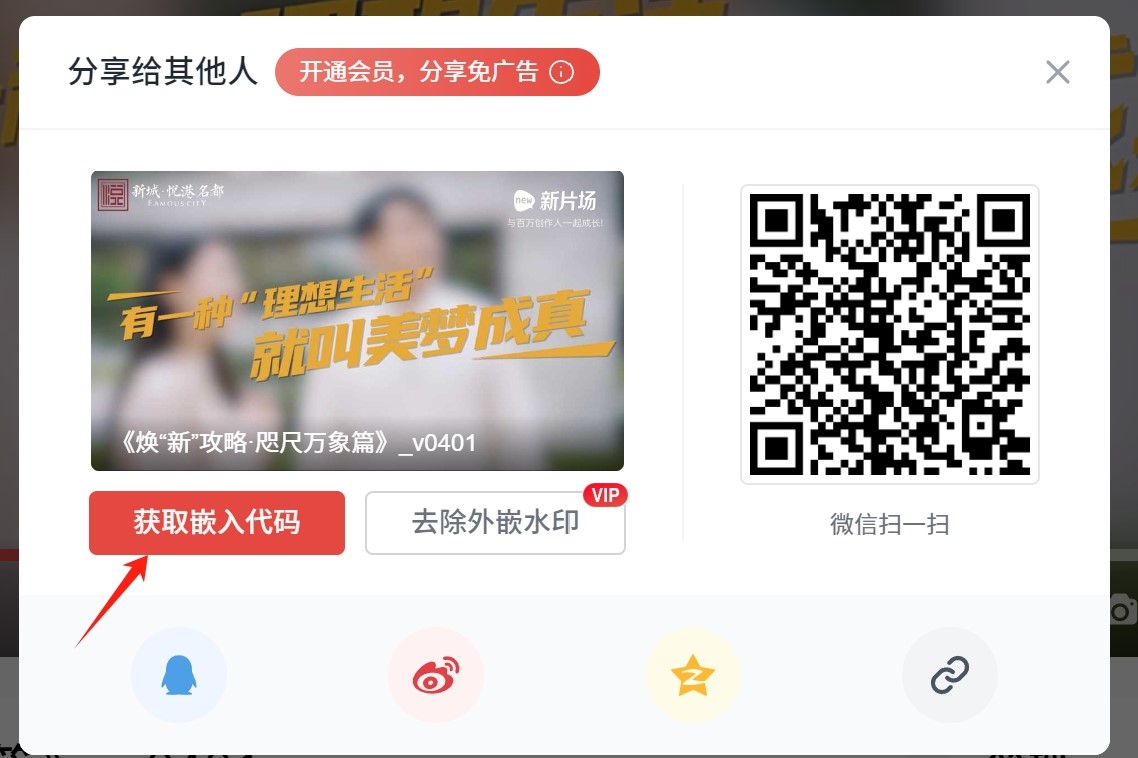 分享给其他人
开通会员，分享免广告
新城·悦港名都
FAMOUS CITY
new 新片场
与百万创作人一起成长!
有一种“理想生活”
就叫美梦成真
《焕“新”攻略·咫尺万象篇》_v0401
获取嵌入代码
去除外嵌水印
VIP
微信扫一扫